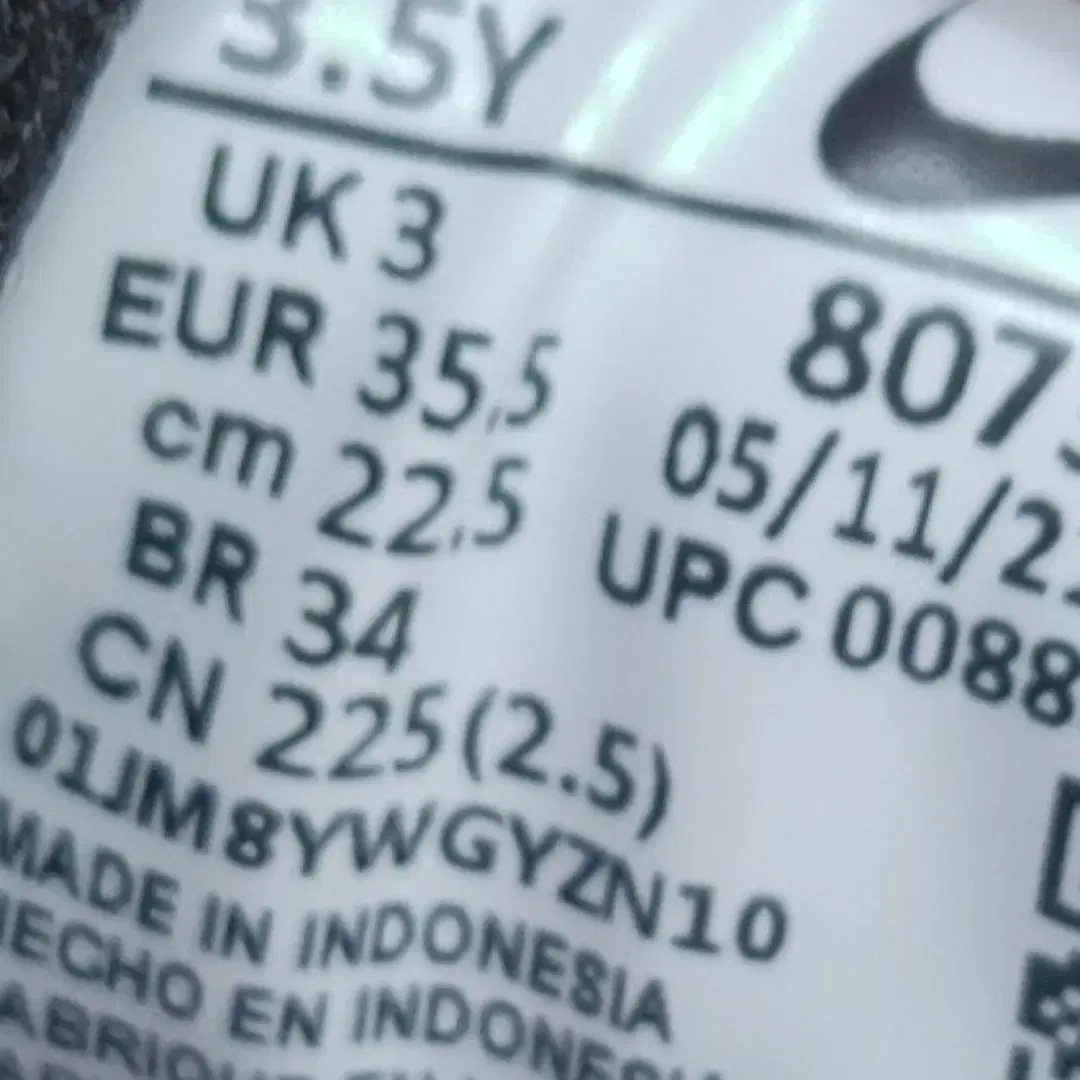 3.5Y
UK 3
EUR 35,5
cm 22,5
BR 34
CN 225(2.5)
01JM8YWGYZN10
MADE IN INDONESIA
HECHO EN INDONESIA
807
05/11/2
UPC 0088